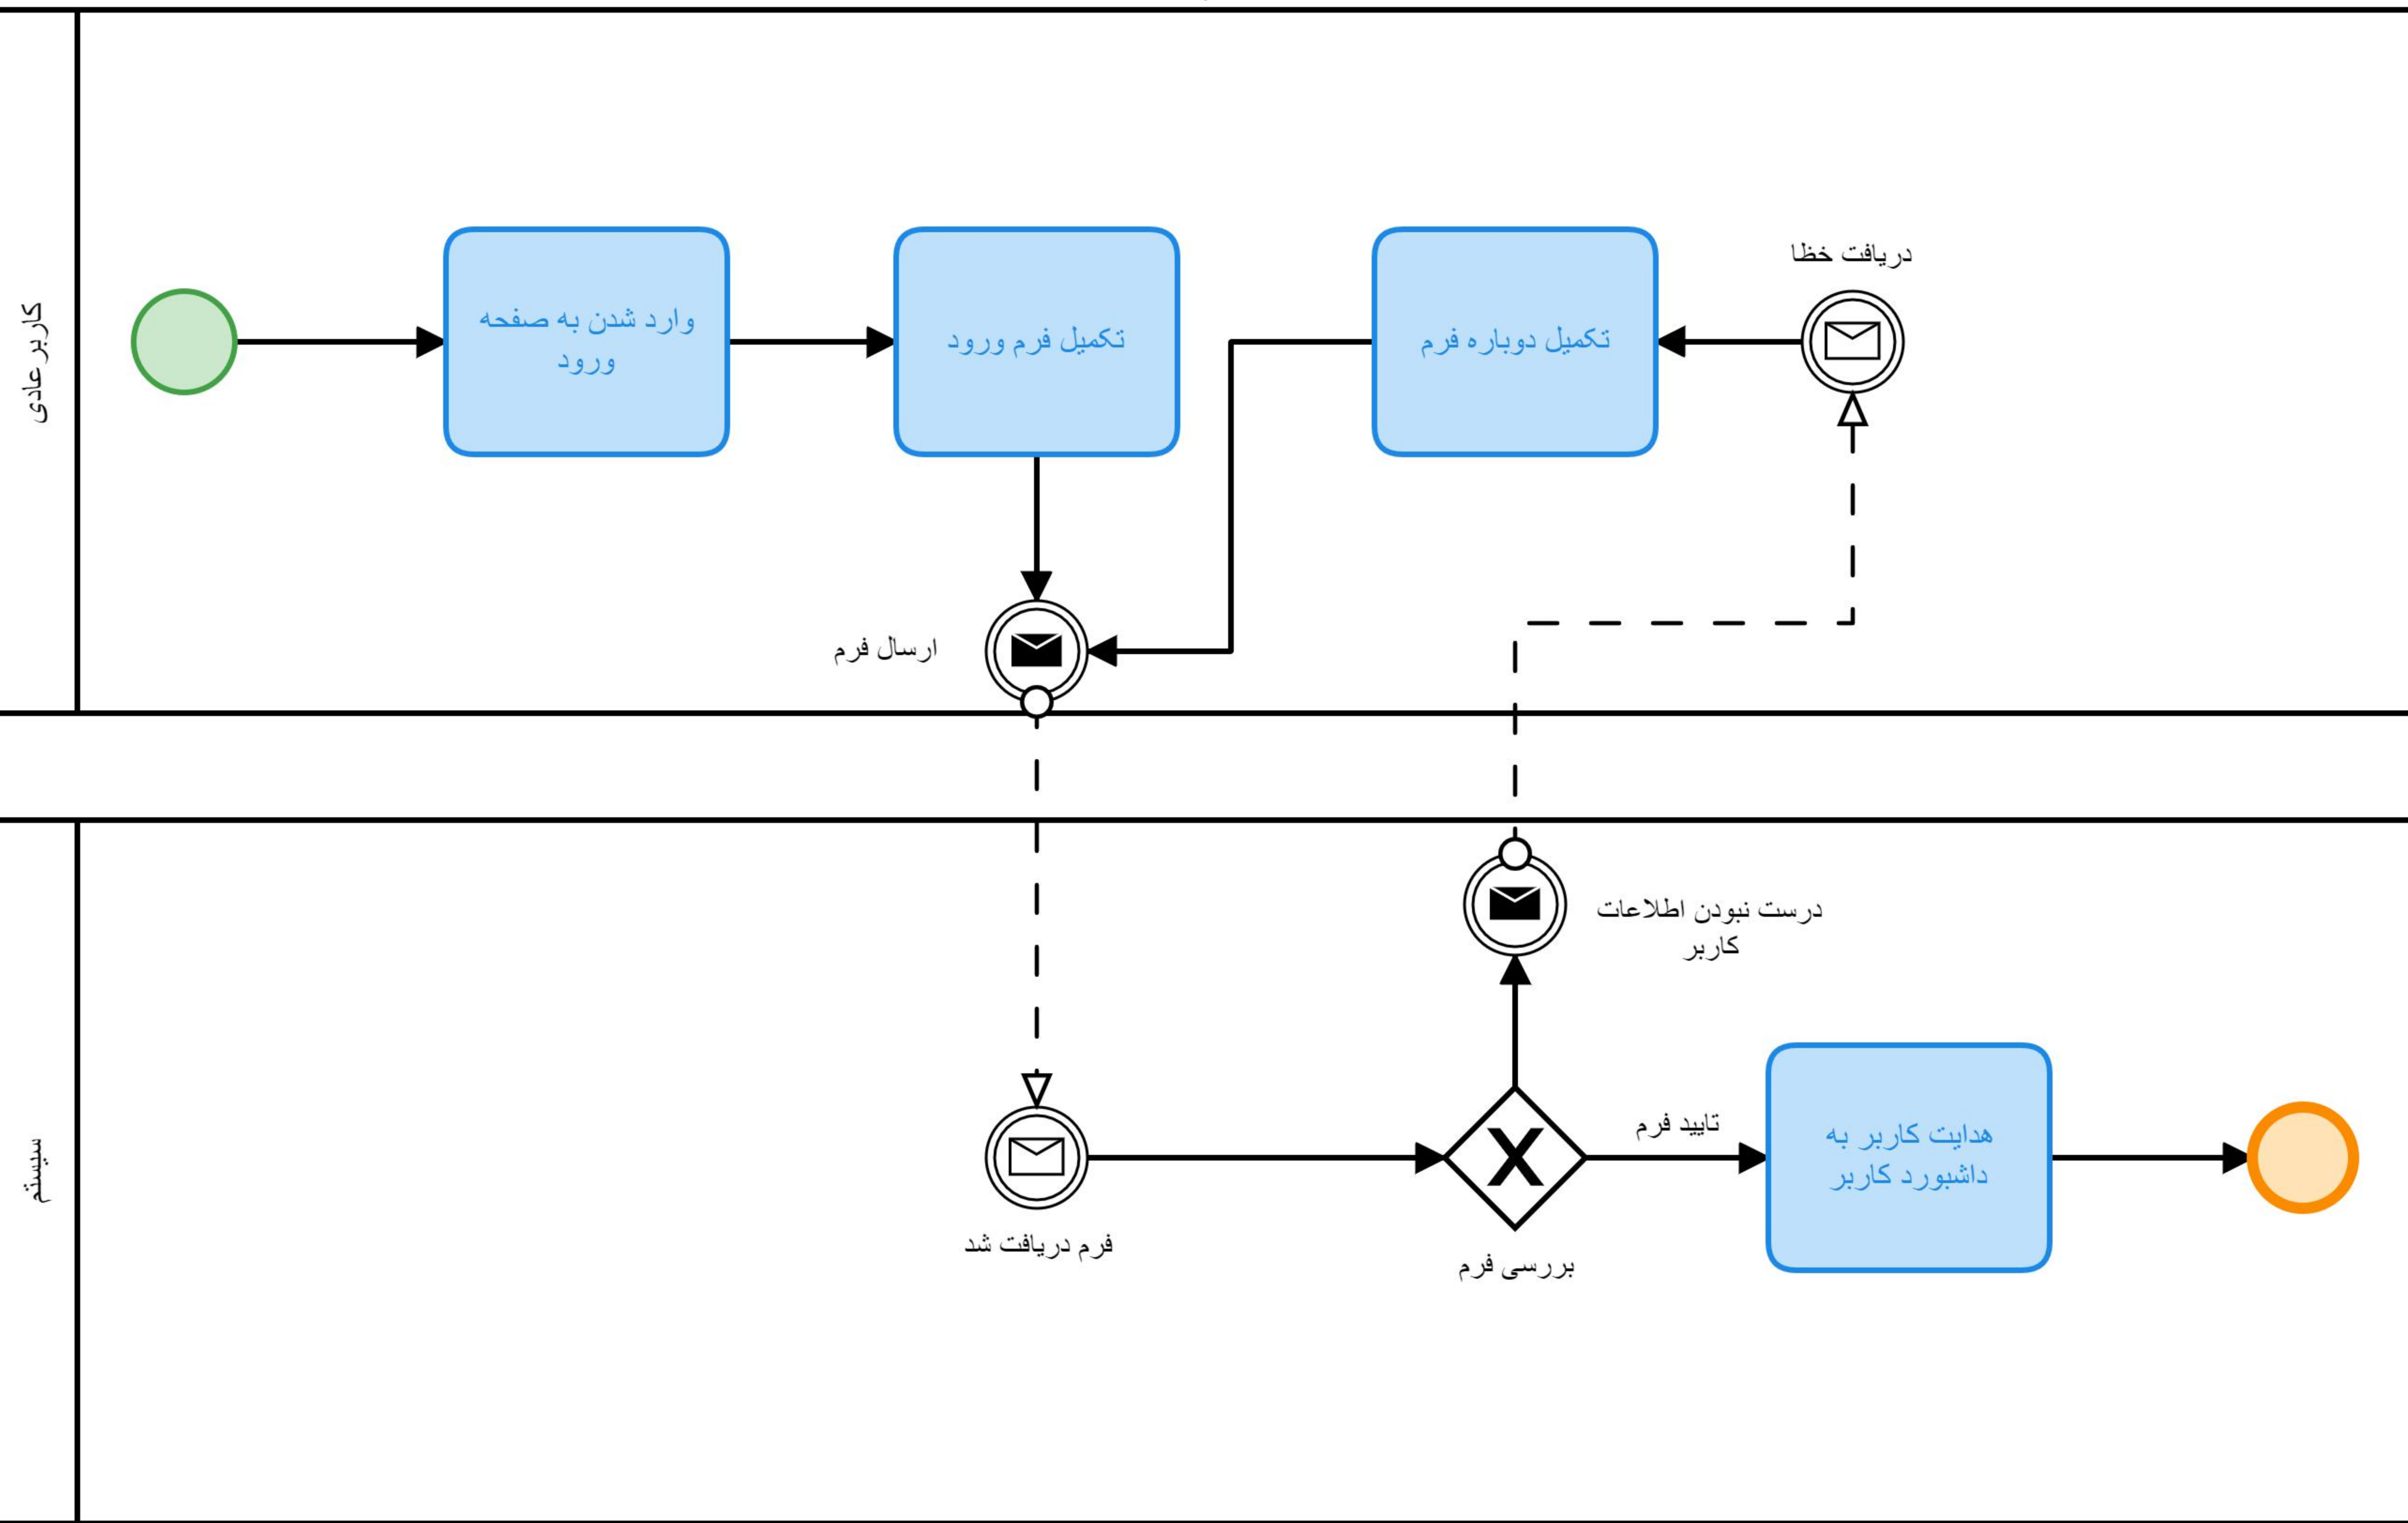 کاربر عادی
وارد شدن به صفحه
ورود
تکمیل فرم ورود
تکمیل دوباره فرم
دریافت خظا
ارسال فرم
سیستم
درست نبودن اطلاعات
کاربر
فرم دریافت شد
بررسی فرم
تایید فرم
هدایت کاربر به
داشبورد کاربر